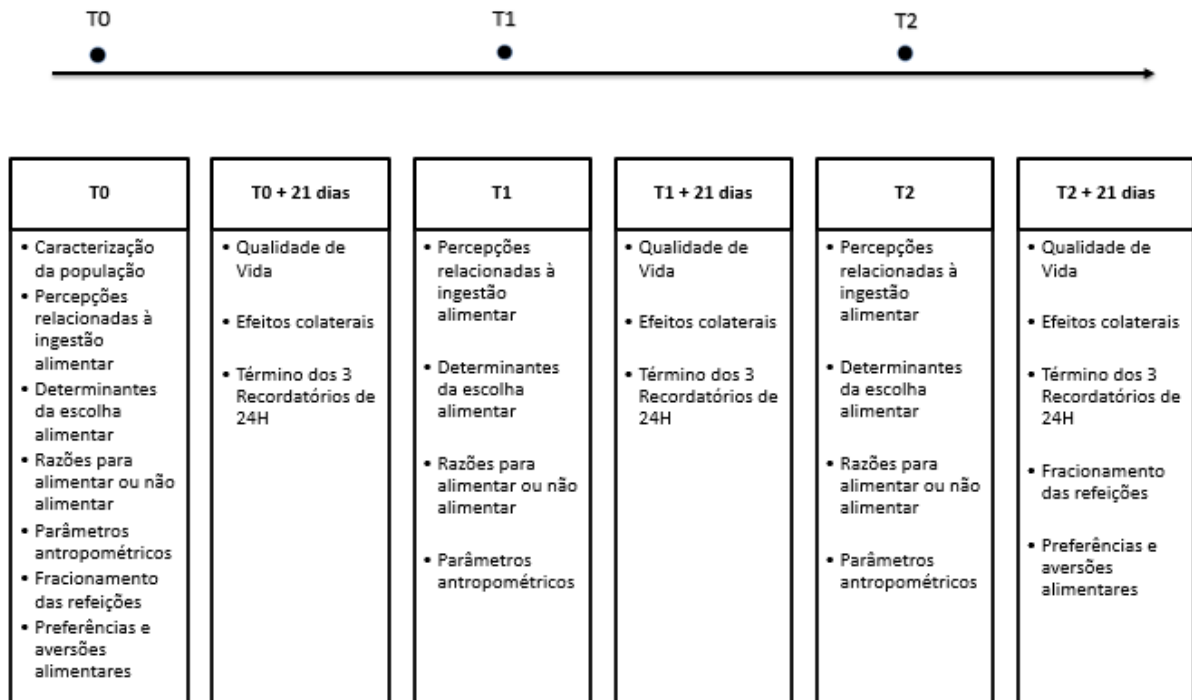 T0
T1
T2
T0
• Caracterização
da população
• Percepções
relacionadas à
ingestão
alimentar
• Determinantes
da escolha
alimentar
• Razões para
alimentar ou não
alimentar
• Parâmetros
antropométricos
• Fracionamento
das refeições
• Preferências e
aversões
alimentares
T0 + 21 dias
• Qualidade de
Vida
• Efeitos colaterais
• Término dos 3
Recordatórios de
24H
T1
• Percepções
relacionadas à
ingestão
alimentar
• Determinantes
da escolha
alimentar
• Razões para
alimentar ou não
alimentar
• Parâmetros
antropométricos
T1 + 21 dias
• Qualidade de
Vida
• Efeitos colaterais
• Término dos 3
Recordatórios de
24H
T2
• Percepções
relacionadas à
ingestão
alimentar
• Determinantes
da escolha
alimentar
• Razões para
alimentar ou não
alimentar
• Parâmetros
antropométricos
T2 + 21 dias
• Qualidade de
Vida
• Efeitos colaterais
• Término dos 3
Recordatórios de
24H
• Fracionamento
das refeições
• Preferências e
aversões
alimentares